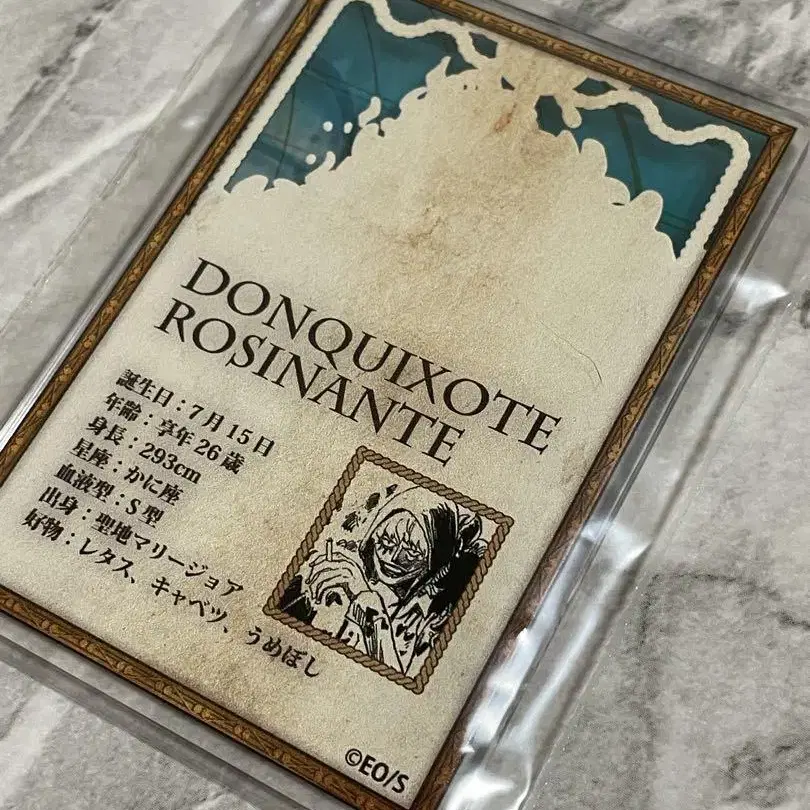 DONQUIXOTE
ROSINANTE
誕生日：7月15日
年齢：享年26歳
身長：293cm
星座：かに座
血液型：S型
出身：聖地マリージョア
好物：レタス、キャベツ、うめぼし
©EO/S